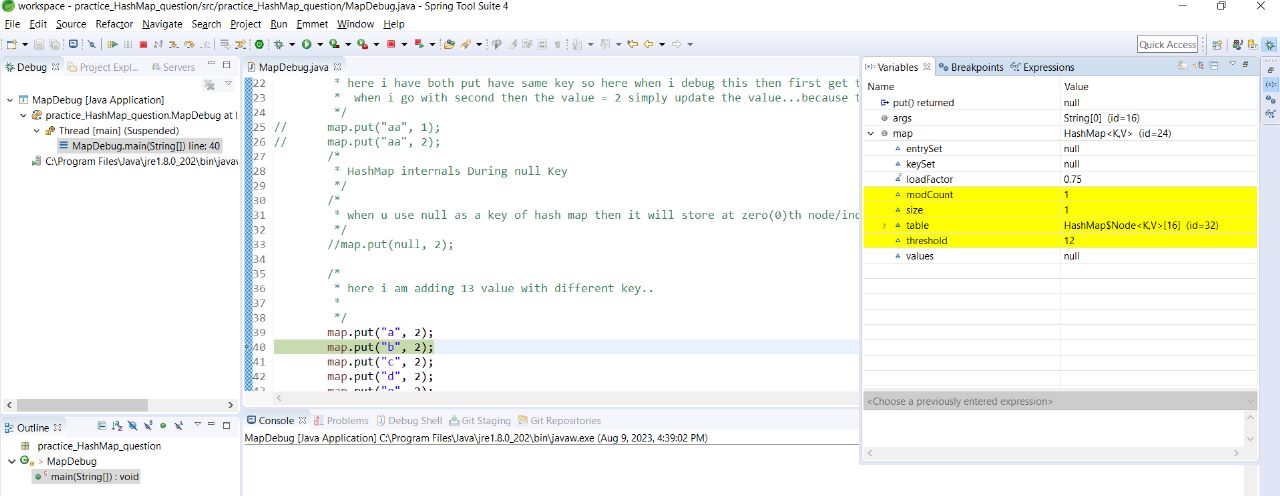 workspace - practice_HashMap_question/src/practice_HashMap_question/MapDebug.java - Spring Tool Suite 4
File Edit Source Refactor Navigate Search Project Run Emmet Window Help
Quick Access
Debug Project Expl... Servers
MapDebug [Java Application]
practice_HashMap_question.MapDebug at l
Thread [main] (Suspended)
MapDebug.main(String[]) line: 40
C:\Program Files\Java\jre1.8.0_202\bin\javaw
MapDebug.java
22 * here i have both put have same key so here when i debug this then first get t
23 * when i go with second then the value = 2 simply update the value...because t
24 */
25 // map.put("aa", 1);
26 // map.put("aa", 2);
27 /*
28 * HashMap internals During null Key
29 */
30 /*
31 * when u use null as a key of hash map then it will store at zero(0)th node/ind
32 */
33 //map.put(null, 2);
34
35 /*
36 * here i am adding 13 value with different key..
37 *
38 */
39 map.put("a", 2);
40 map.put("b", 2);
41 map.put("c", 2);
42 map.put("d", 2);
Variables Breakpoints Expressions
Name Value
put() returned null
args String[0] (id=16)
map HashMap<K,V> (id=24)
entrySet null
keySet null
loadFactor 0.75
modCount 1
size 1
table HashMap$Node<K,V>[16] (id=32)
threshold 12
values null
<Choose a previously entered expression>
Outline
practice_HashMap_question
MapDebug
main(String[]) : void
Console Problems Debug Shell Git Staging Git Repositories
MapDebug [Java Application] C:\Program Files\Java\jre1.8.0_202\bin\javaw.exe (Aug 9, 2023, 4:39:02 PM)